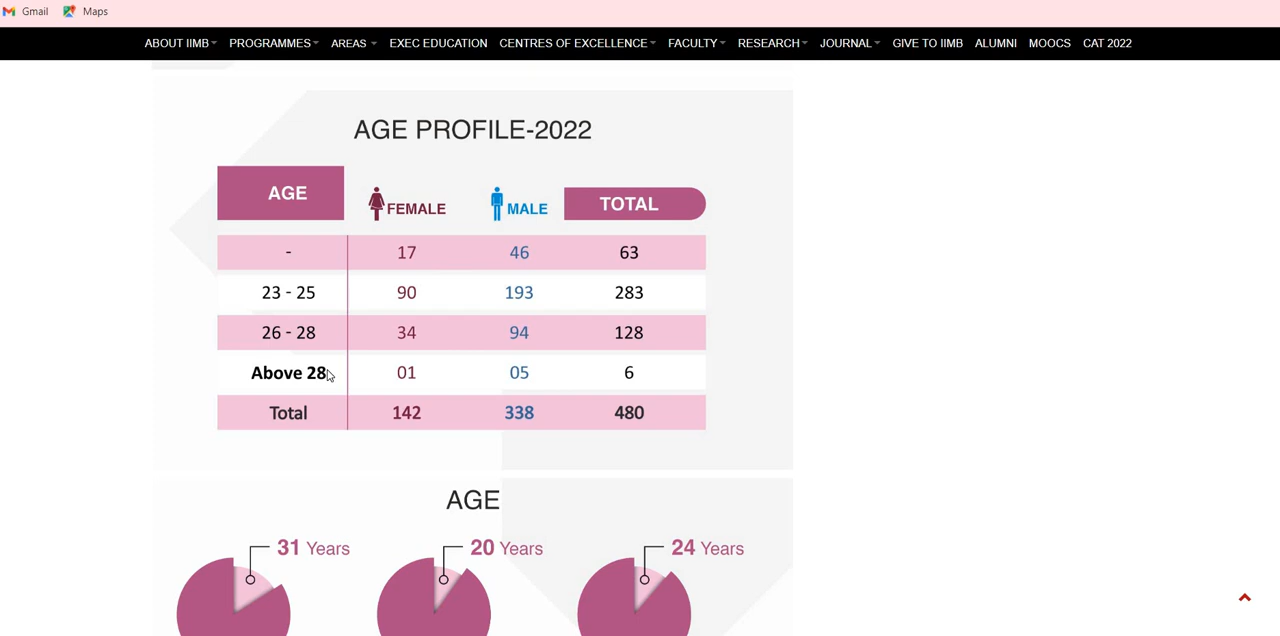 Gmail Maps
ABOUT IIMB PROGRAMMES AREAS EXEC EDUCATION CENTRES OF EXCELLENCE FACULTY RESEARCH JOURNAL GIVE TO IIMB ALUMNI MOOCS CAT 2022
AGE PROFILE-2022
AGE FEMALE MALE TOTAL
- 17 46 63
23 - 25 90 193 283
26 - 28 34 94 128
Above 28 01 05 6
Total 142 338 480
AGE
31 Years 20 Years 24 Years